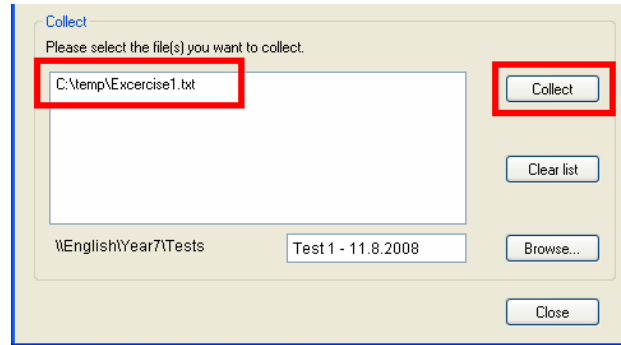 Collect
Please select the file(s) you want to collect.
C:\temp\Excercise1.txt
Collect
Clear list
\\English\Year7\Tests
Test 1 - 11.8.2008
Browse...
Close